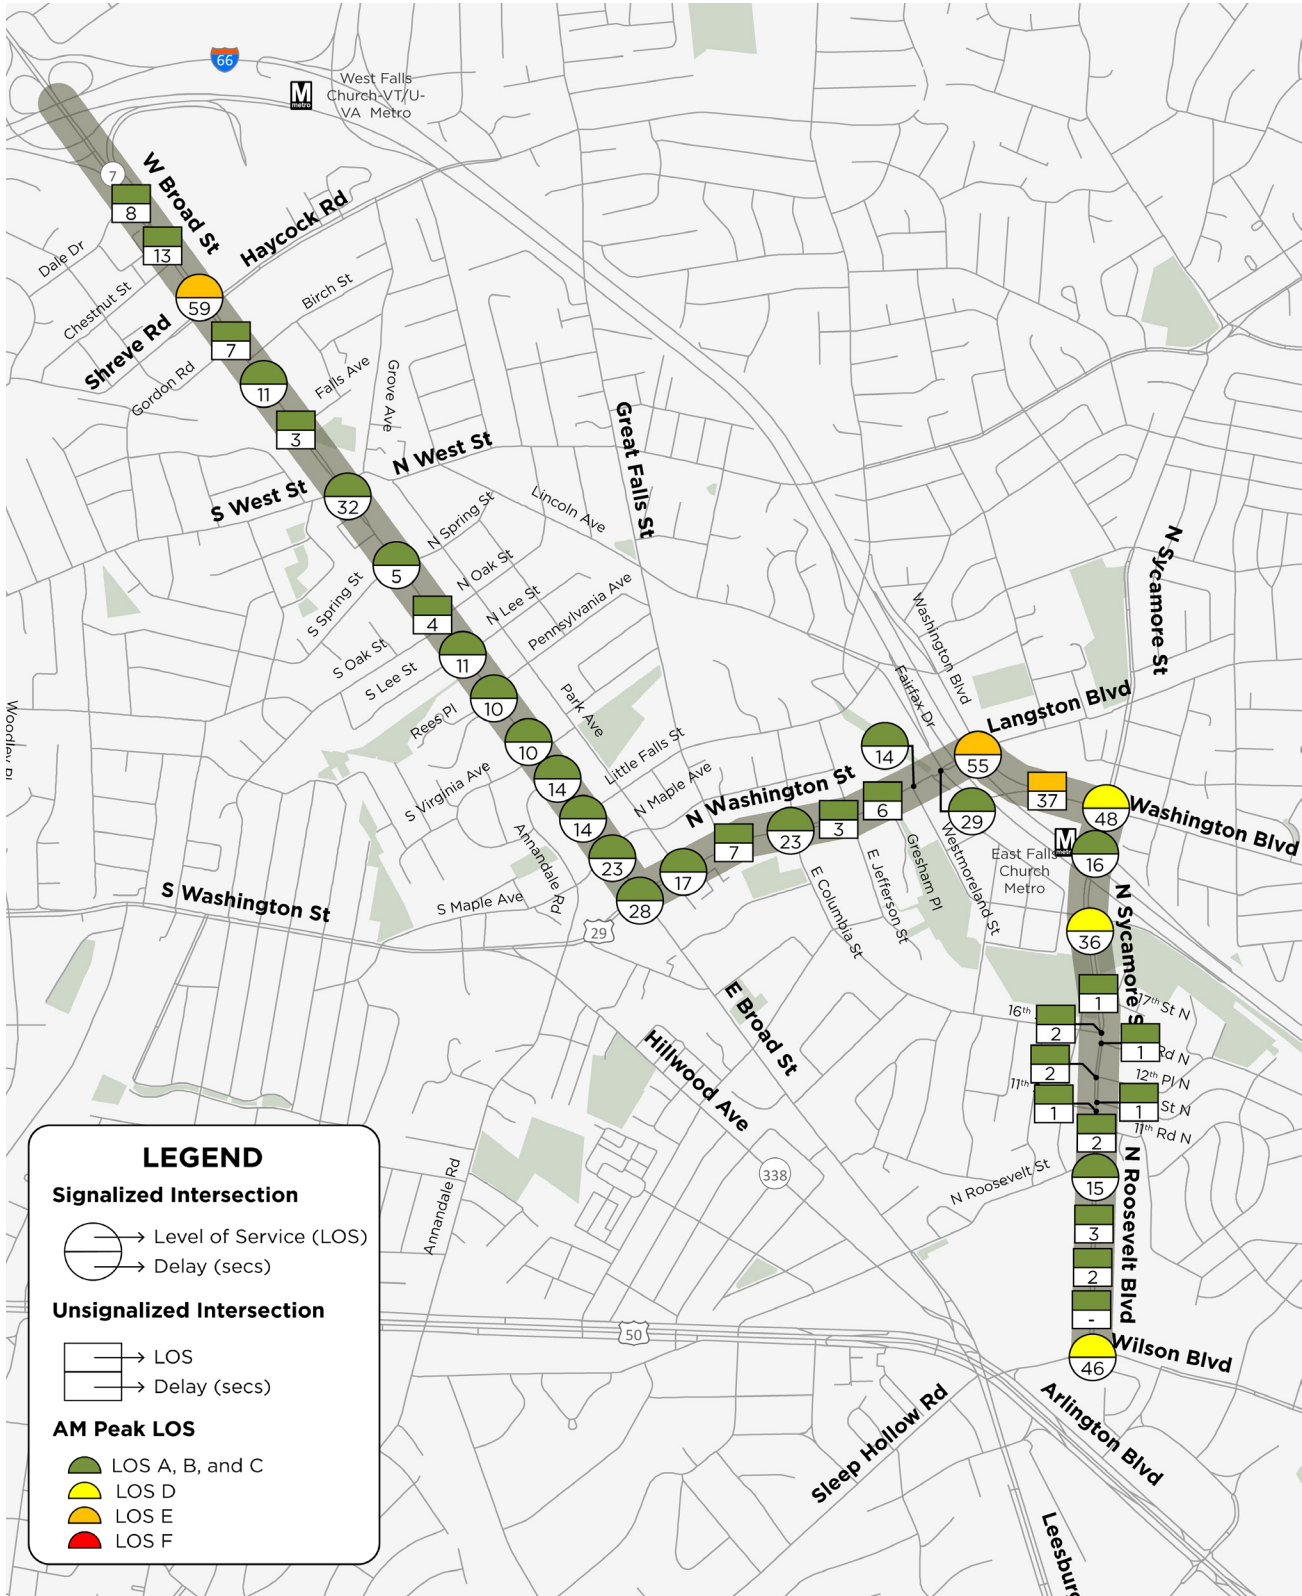 66
M
metro
West Falls
Church-VT/U-
VA Metro
7
W Broad St
8
Haycock Rd
13
Dale Dr
Chestnut St
59
Birch St
Shreve Rd
7
Gordon Rd
11
Falls Ave
Grove Ave
3
Great Falls St
N West St
S West St
32
Lincoln Ave
N Spring St
N Sycamore St
5
N Oak St
S Spring St
4
N Lee St
Pennsylvania Ave
Washington Blvd
11
S Oak St
S Lee St
10
Park Ave
Fairfax Dr
Langston Blvd
Rees Pl
10
Little Falls St
14
55
Woodley Pl
14
S Virginia Ave
N Maple Ave
N Washington St
6
37
48
Washington Blvd
14
3
29
23
7
M
metro
East Falls
Church
Metro
16
23
Annandale Rd
17
E Columbia St
E Jefferson St
Gresham Pl
Westmoreland St
S Washington St
S Maple Ave
28
29
36
N Sycamore S
E Broad St
1
17th St N
16th
2
1
Rd N
Hillwood Ave
2
12th Pl N
11th
1
1
St N
2
11th Rd N
338
15
N Roosevelt St
N Roosevelt Blvd
Annandale Rd
3
2
-
50
46
Wilson Blvd
Sleep Hollow Rd
Arlington Blvd
Leesburg
LEGEND
Signalized Intersection
Level of Service (LOS)
Delay (secs)
Unsignalized Intersection
LOS
Delay (secs)
AM Peak LOS
LOS A, B, and C
LOS D
LOS E
LOS F